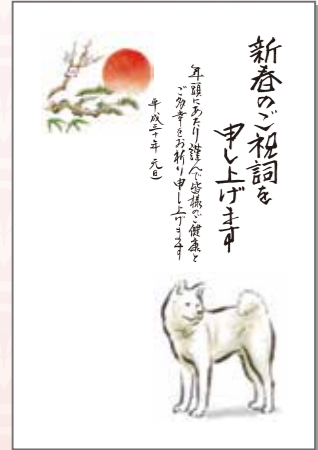 新春のご祝詞を
申し上げます
年頭にあたり謹んで皆様のご健康と
ご多幸をお祈り申し上げます
平成三十年 元旦